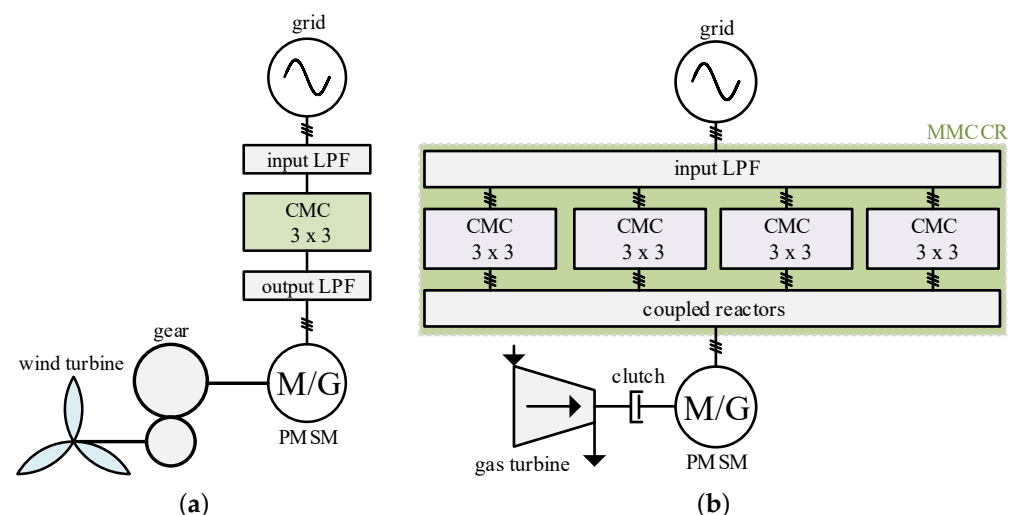 grid
input LPF
CMC
3 x 3
output LPF
gear
wind turbine
M/G
PMSM
(a)
grid
MMCCR
input LPF
CMC
3 x 3
CMC
3 x 3
CMC
3 x 3
CMC
3 x 3
coupled reactors
clutch
M/G
gas turbine
PMSM
(b)